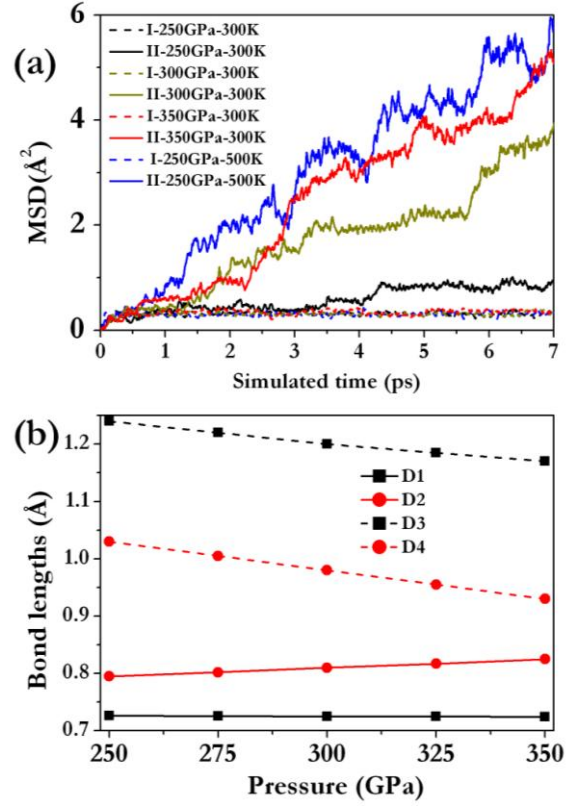 (a)
6
4
2
0
MSD(Å²)
I-250GPa-300K
II-250GPa-300K
I-300GPa-300K
II-300GPa-300K
I-350GPa-300K
II-350GPa-300K
I-250GPa-500K
II-250GPa-500K
0 1 2 3 4 5 6 7
Simulated time (ps)
(b)
1.2
1.1
1.0
0.9
0.8
0.7
Bond lengths (Å)
D1
D2
D3
D4
250 275 300 325 350
Pressure (GPa)